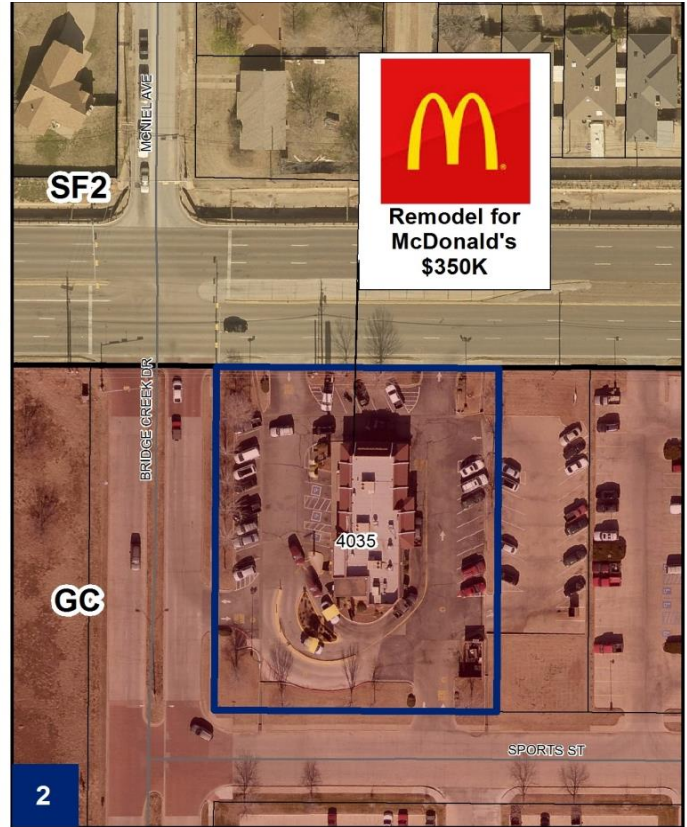 MCNIEL AVE
SF2
Remodel for
McDonald's
$350K
BRIDGE CREEK DR
4035
GC
SPORTS ST
2